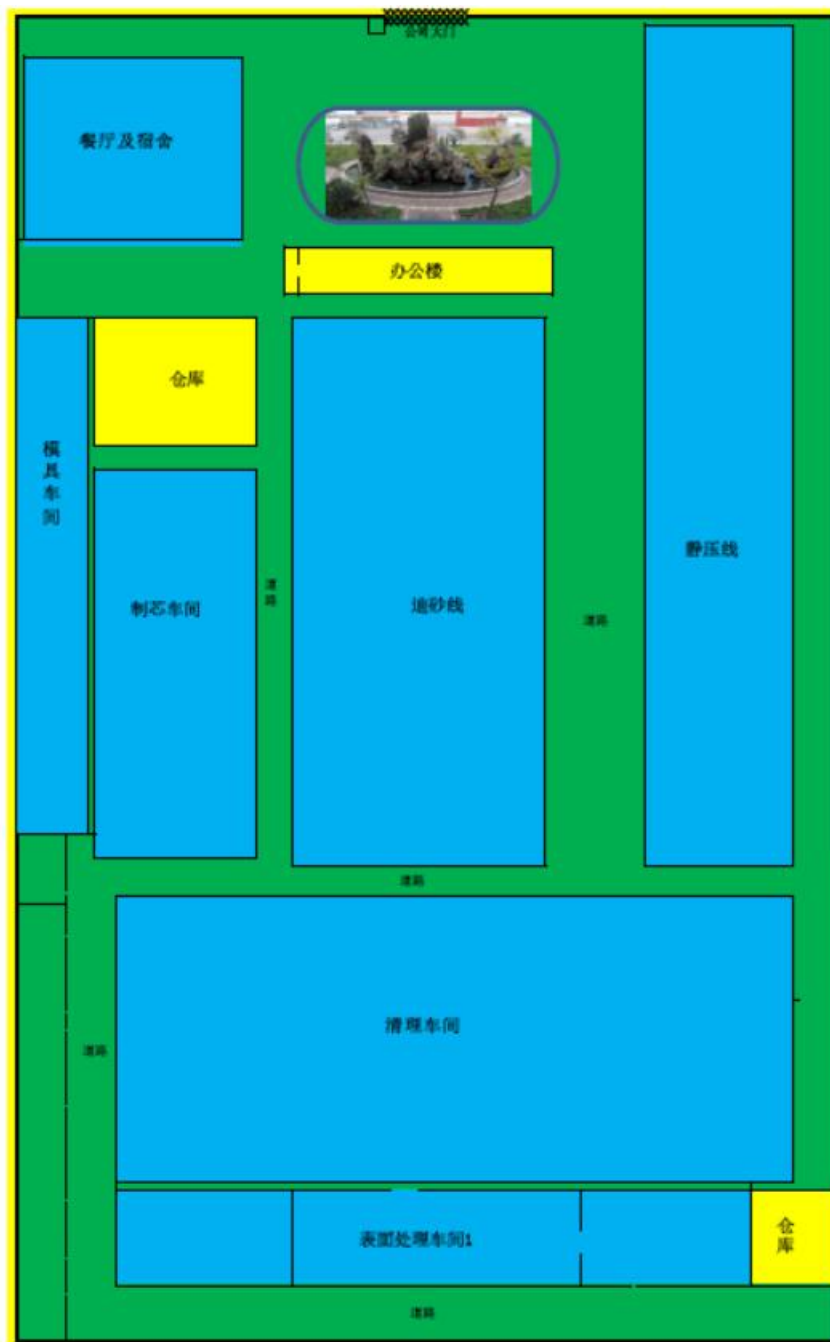 公司大门
餐厅及宿舍
办公楼
仓库
模具车间
静压线
制芯车间
道路
迪砂线
道路
道路
清理车间
道路
表面处理车间1
仓库
道路